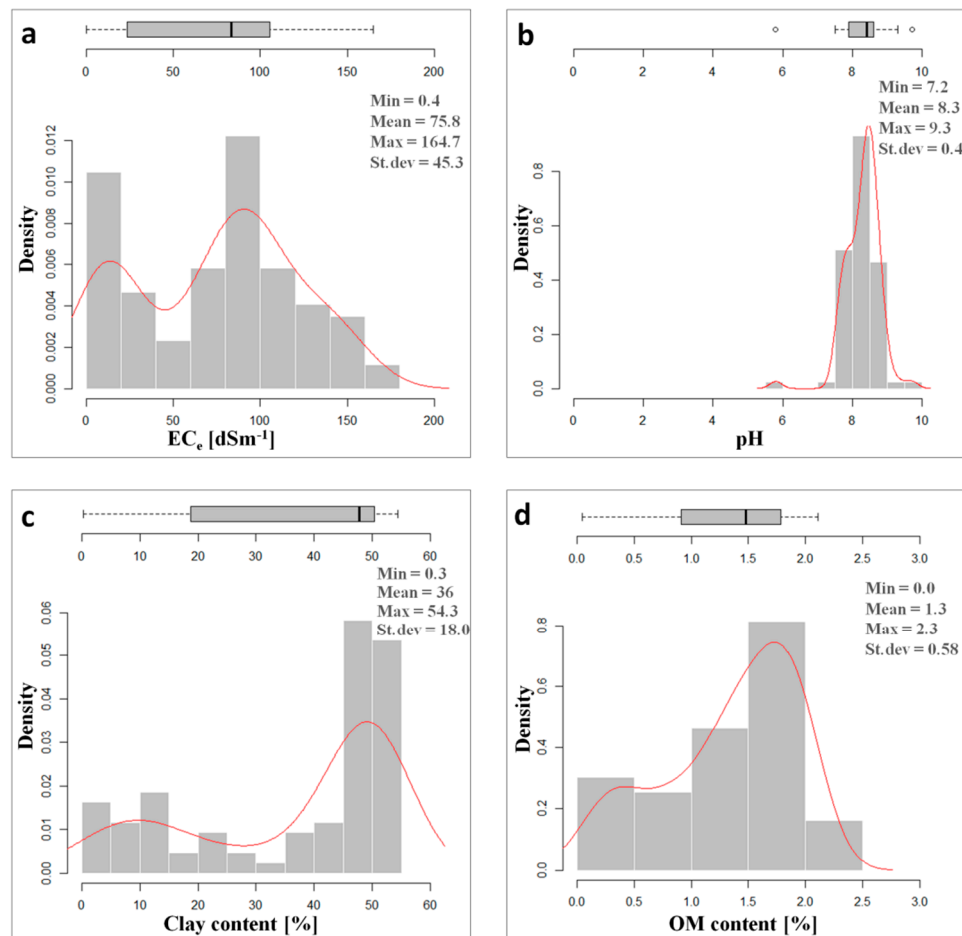 a
0 50 100 150 200
Min = 0.4
Mean = 75.8
Max = 164.7
St.dev = 45.3
0.012
0.010
0.008
0.006
0.004
0.002
0.000
Density
0 50 100 150 200
ECe [dSm-1]
b
0 2 4 6 8 10
Min = 7.2
Mean = 8.3
Max = 9.3
St.dev = 0.4
0.8
0.6
0.4
0.2
0.0
Density
0 2 4 6 8 10
pH
c
0 10 20 30 40 50 60
Min = 0.3
Mean = 36
Max = 54.3
St.dev = 18.0
0.06
0.05
0.04
0.03
0.02
0.01
0.00
Density
0 10 20 30 40 50 60
Clay content [%]
d
0.0 0.5 1.0 1.5 2.0 2.5 3.0
Min = 0.0
Mean = 1.3
Max = 2.3
St.dev = 0.58
0.8
0.6
0.4
0.2
0.0
Density
0.0 0.5 1.0 1.5 2.0 2.5 3.0
OM content [%]